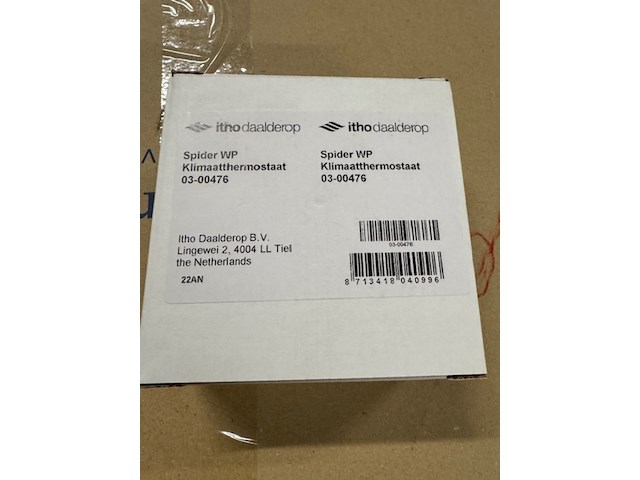 ithodaalderop
Spider WP
Klimaatthermostaat
03-00476
ithodaalderop
Spider WP
Klimaatthermostaat
03-00476
Itho Daalderop B.V.
Lingewei 2, 4004 LL Tiel
the Netherlands
22AN
03-00476
8 713418 040996